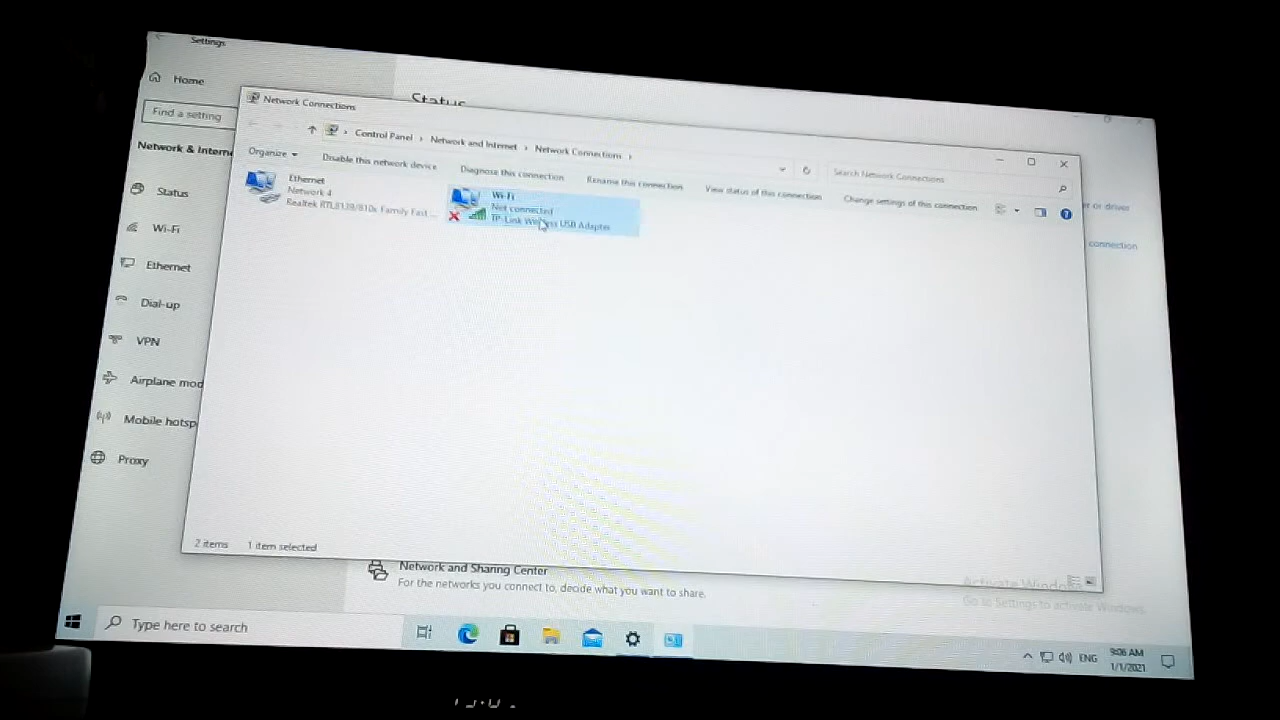 Settings
Home
Find a setting
Status
Wi-Fi
Ethernet
Dial-up
VPN
Airplane mod
Mobile hotsp
Proxy
Network & Intern
Status
Network Connections
Control Panel › Network and Internet › Network Connections ›
Search Network Connections
Organize
Disable this network device
Diagnose this connection
Rename this connection
View status of this connection
Change settings of this connection
Ethernet
Network 4
Realtek RTL8139/810x Family Fast ...
Wi-Fi
Not connected
TP-Link Wireless USB Adapter
or driver
connection
2 items
1 item selected
Network and Sharing Center
For the networks you connect to, decide what you want to share.
Activate Windows
Go to Settings to activate Windows.
Type here to search
ENG
9:06 AM
1/1/2021